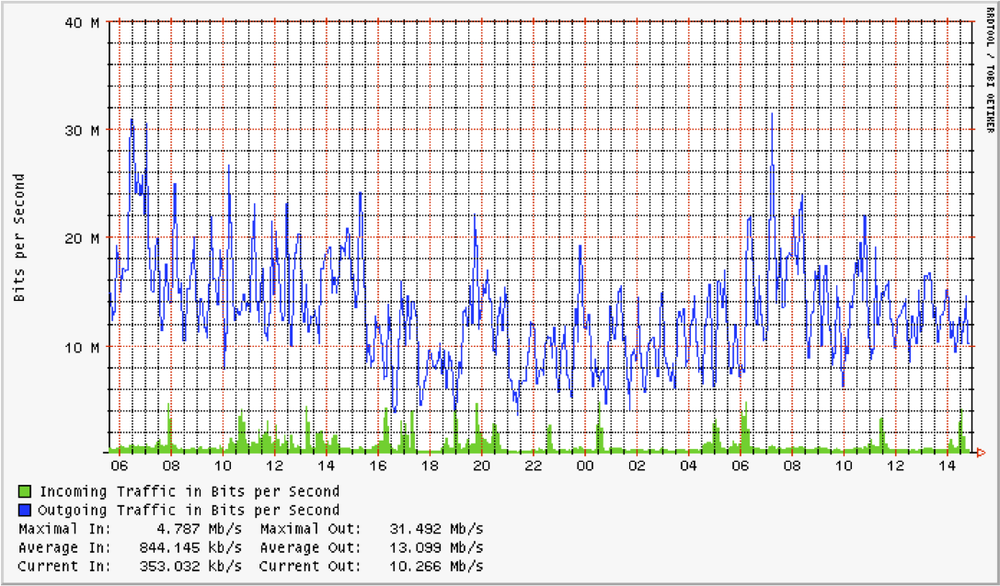 40 M
30 M
20 M
10 M
Bits per Second
RRDTOOL / TOBI OETIKER
06 08 10 12 14 16 18 20 22 00 02 04 06 08 10 12 14
Incoming Traffic in Bits per Second
Outgoing Traffic in Bits per Second
Maximal In: 4.787 Mb/s Maximal Out: 31.492 Mb/s
Average In: 844.145 kb/s Average Out: 13.099 Mb/s
Current In: 353.032 kb/s Current Out: 10.266 Mb/s